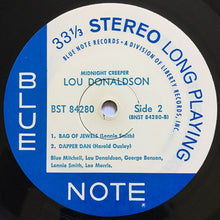 33⅓ STEREO LONG PLAYING
BLUE NOTE RECORDS • A DIVISION OF LIBERTY RECORDS, INC.
MIDNIGHT CREEPER
LOU DONALDSON
BST 84280 Side 2
(BNST 84280-B)
1. BAG OF JEWELS (Lonnie Smith)
2. DAPPER DAN (Harold Ousley)
Blue Mitchell, Lou Donaldson, George Benson,
Lonnie Smith, Leo Morris.
BLUE
NOTE